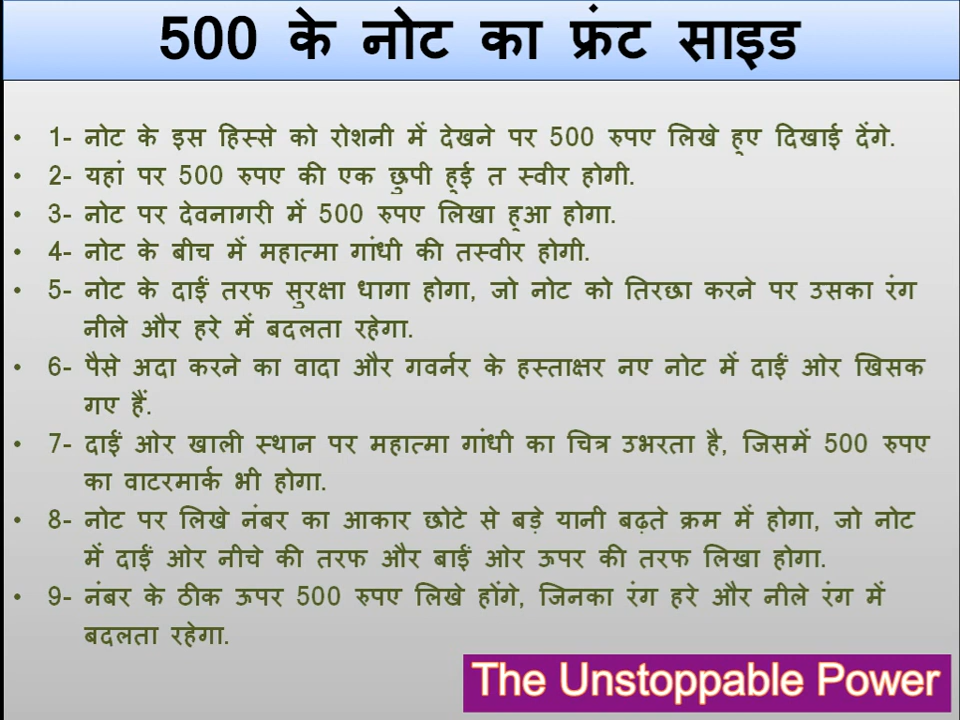 500 के नोट का फ्रंट साइड
• 1- नोट के इस हिस्से को रोशनी में देखने पर 500 रुपए लिखे हूए दिखाई देंगे.
• 2- यहां पर 500 रुपए की एक छुपी हूई त स्वीर होगी.
• 3- नोट पर देवनागरी में 500 रुपए लिखा हूआ होगा.
• 4- नोट के बीच में महात्मा गांधी की तस्वीर होगी.
• 5- नोट के दाईं तरफ सुरक्षा धागा होगा, जो नोट को तिरछा करने पर उसका रंग
नीले और हरे में बदलता रहेगा.
• 6- पैसे अदा करने का वादा और गवर्नर के हस्ताक्षर नए नोट में दाईं ओर खिसक
गए हैं.
• 7- दाईं ओर खाली स्थान पर महात्मा गांधी का चित्र उभरता है, जिसमें 500 रुपए
का वाटरमार्क भी होगा.
• 8- नोट पर लिखे नंबर का आकार छोटे से बड़े यानी बढ़ते क्रम में होगा, जो नोट
में दाईं ओर नीचे की तरफ और बाईं ओर ऊपर की तरफ लिखा होगा.
• 9- नंबर के ठीक ऊपर 500 रुपए लिखे होंगे, जिनका रंग हरे और नीले रंग में
बदलता रहेगा.
The Unstoppable Power